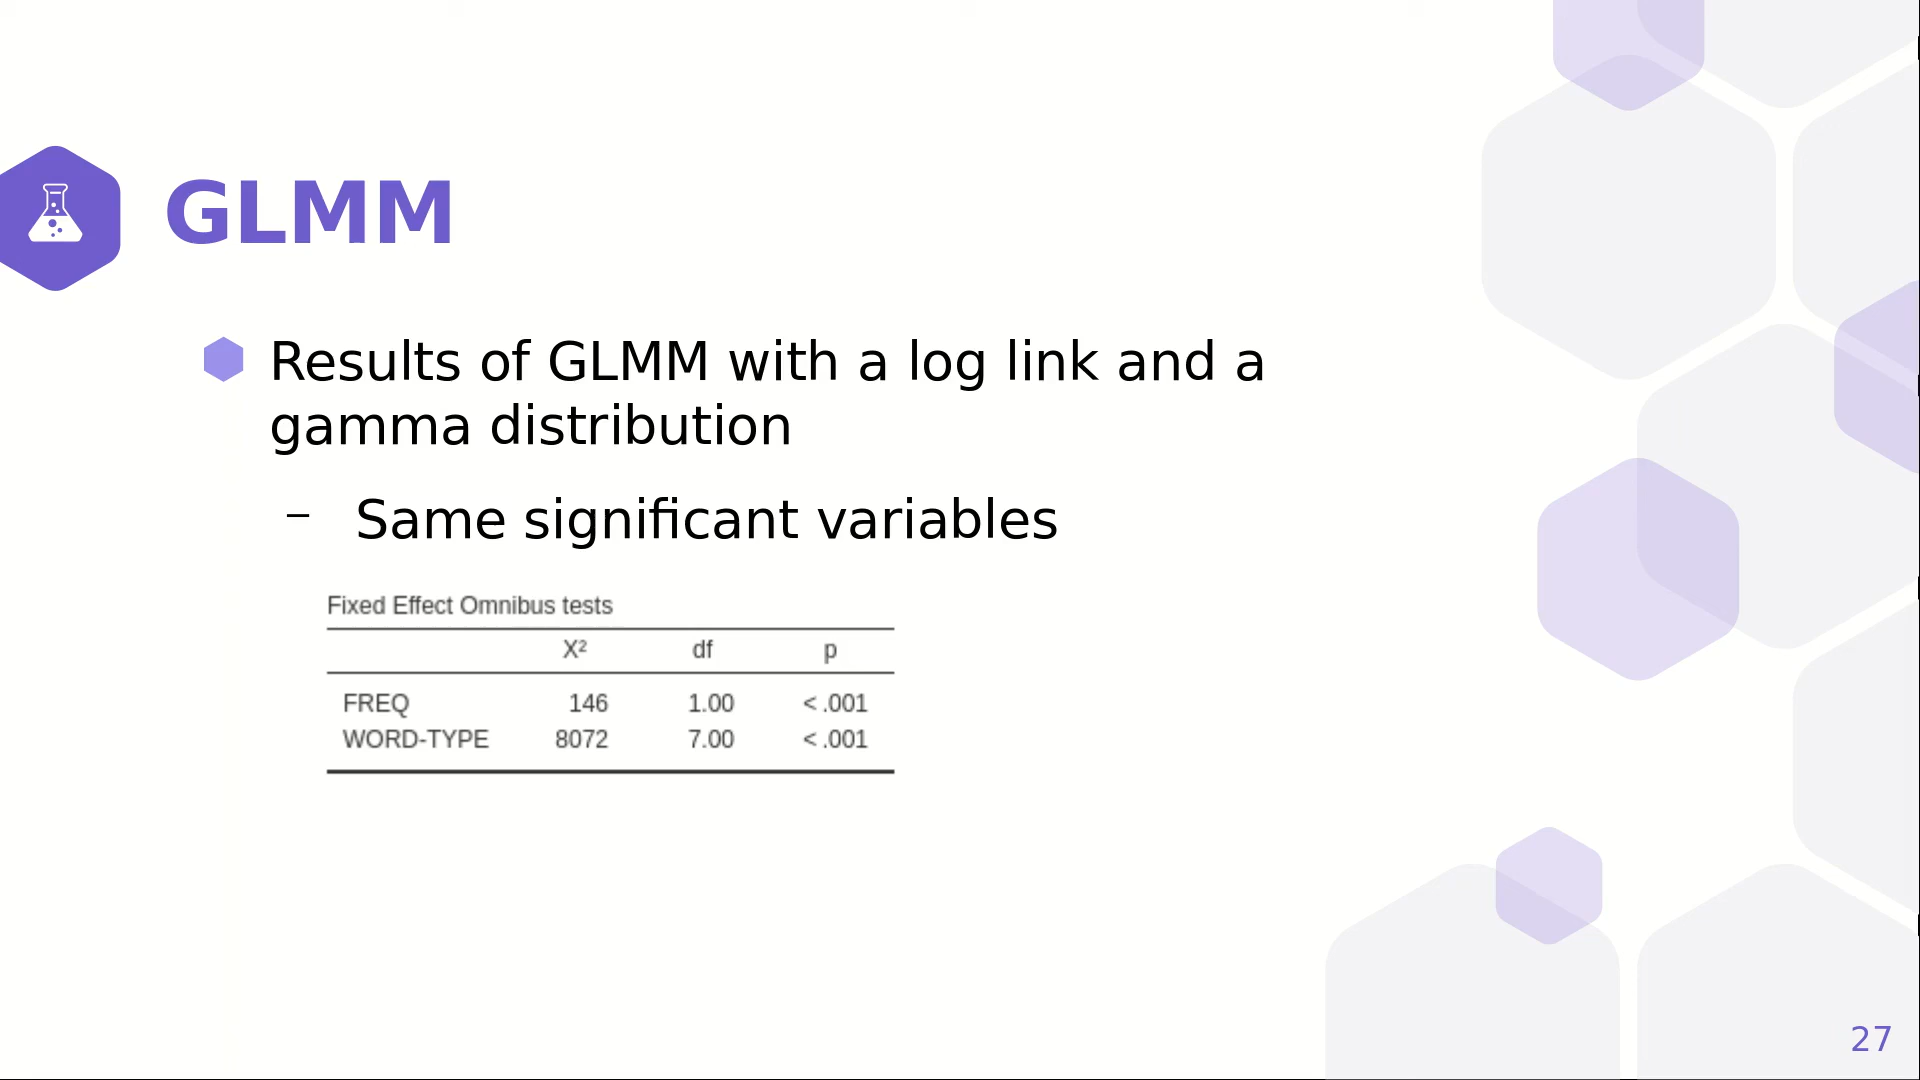 GLMM
Results of GLMM with a log link and a
gamma distribution
– Same significant variables
Fixed Effect Omnibus tests
X² df p
FREQ 146 1.00 < .001
WORD-TYPE 8072 7.00 < .001
27